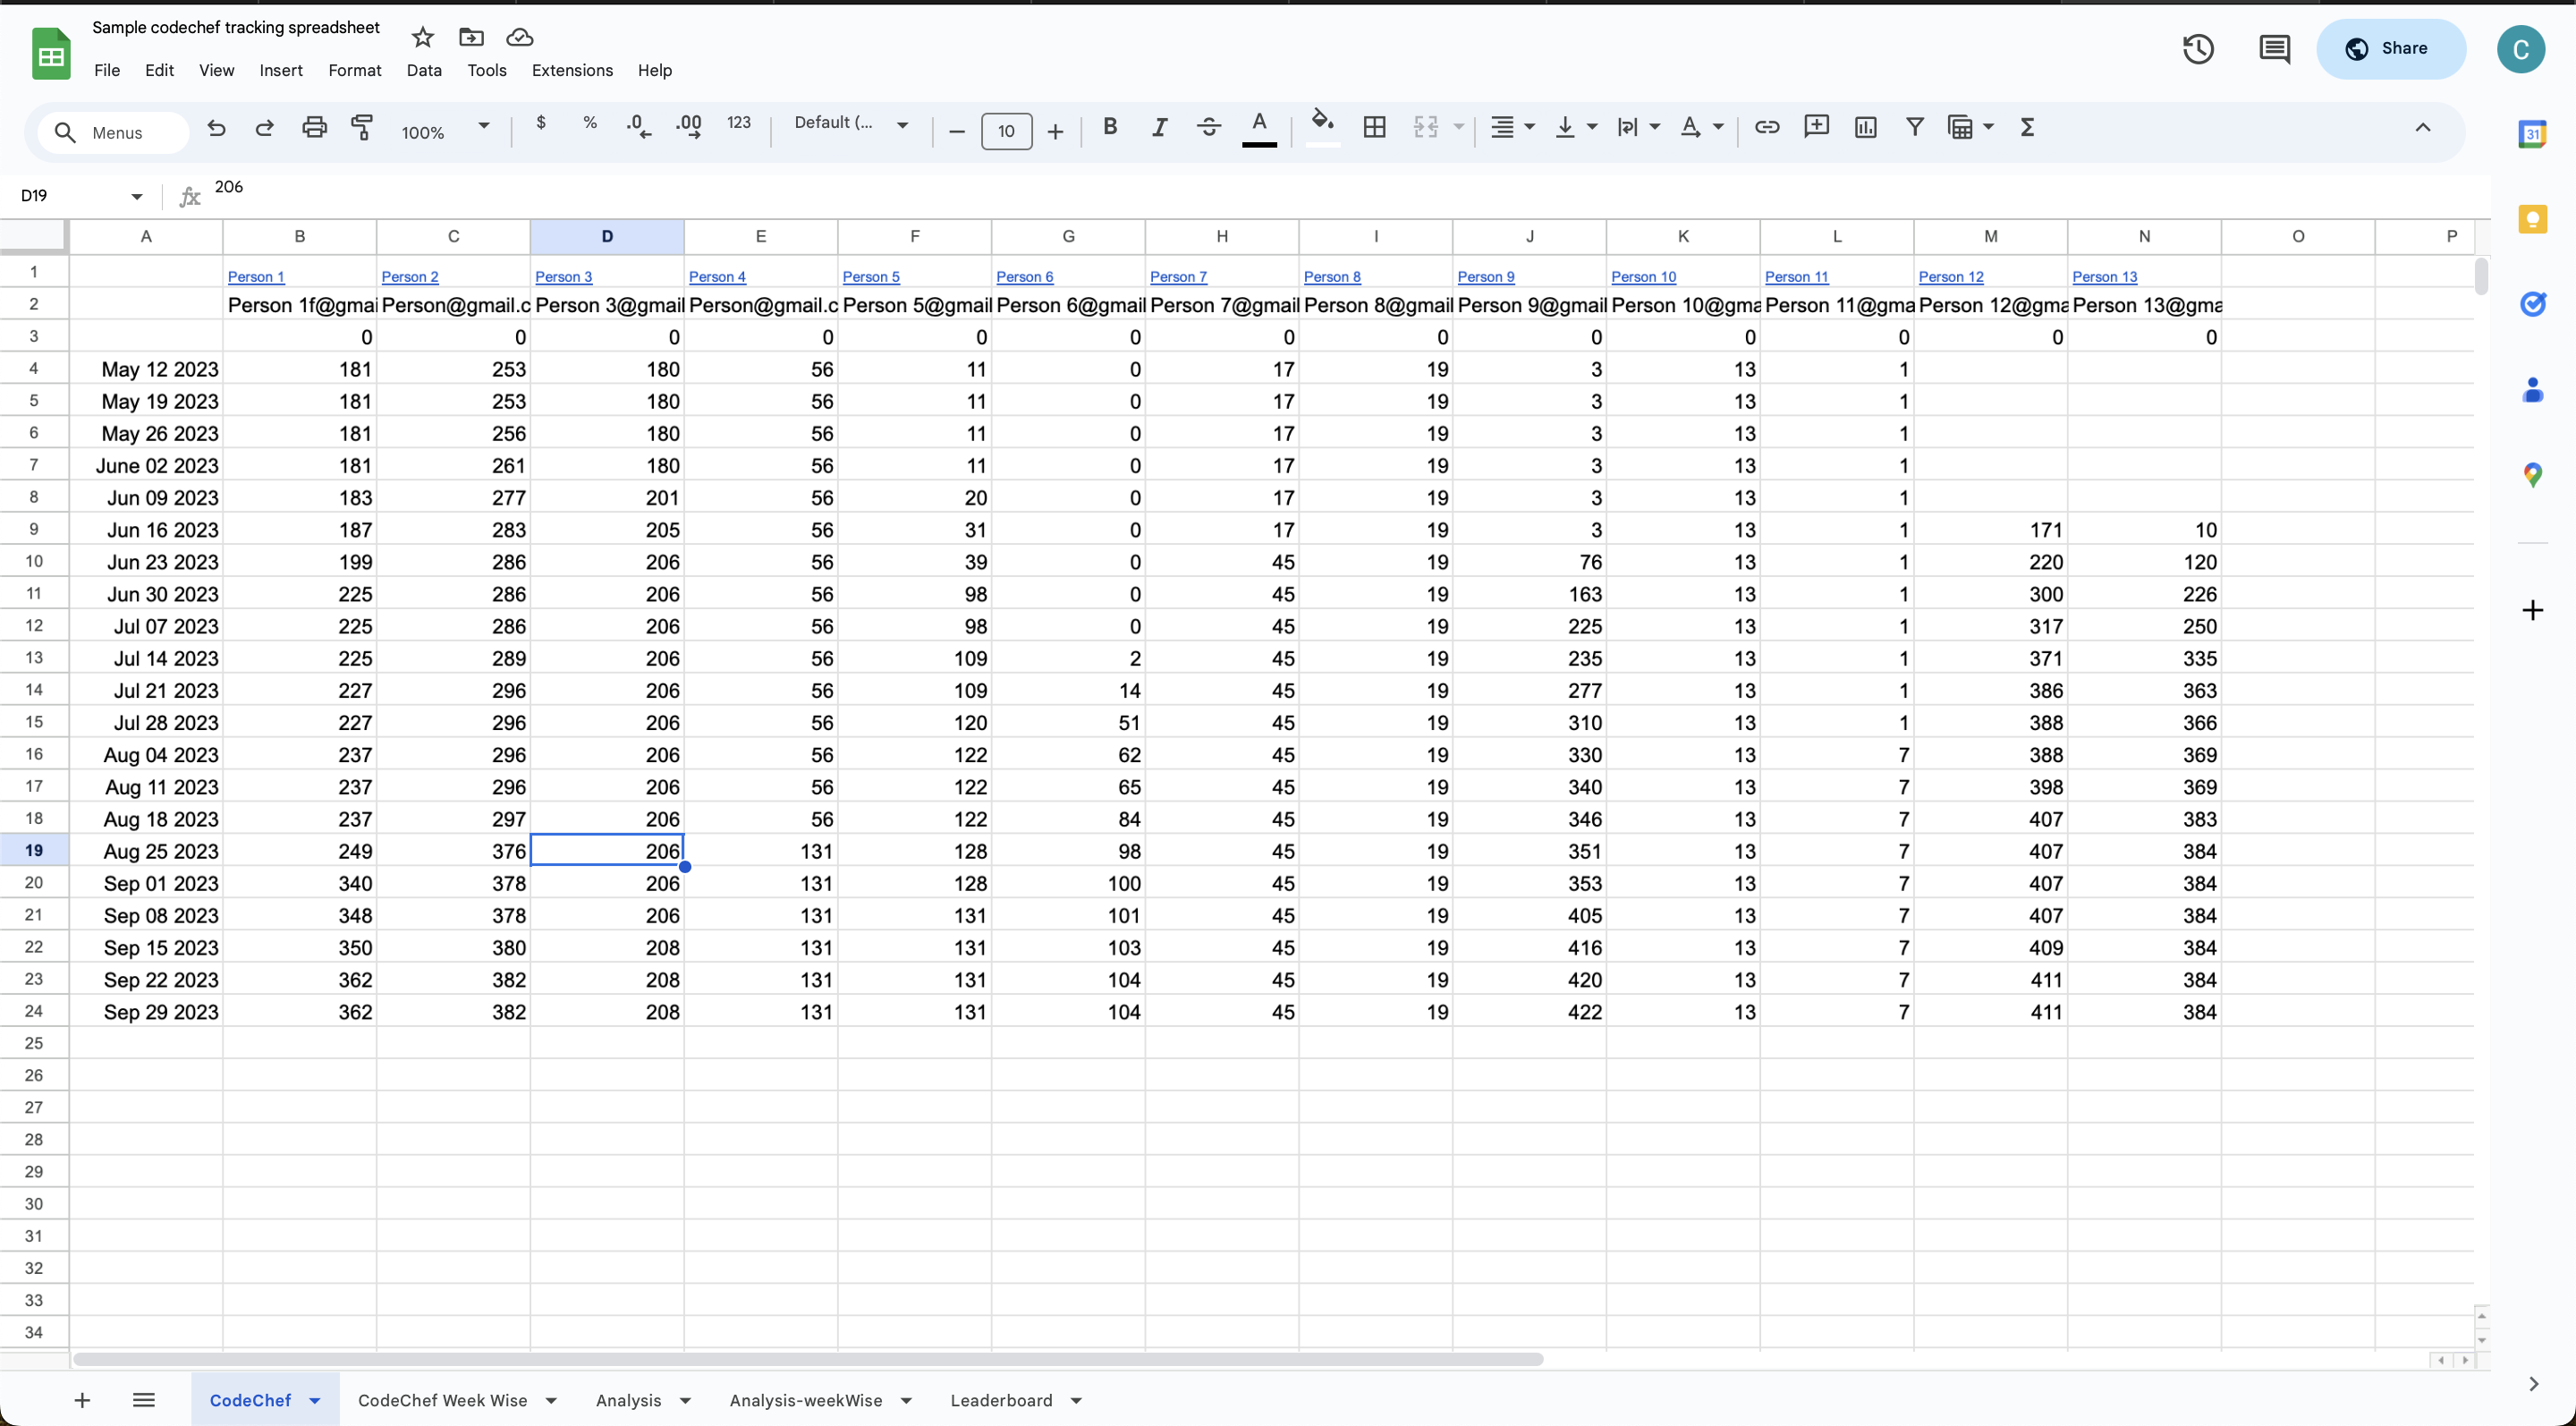 Sample codechef tracking spreadsheet
File Edit View Insert Format Data Tools Extensions Help
Share
C
Menus 100% $ % .0 .00 123 Default (... 10 B I A
31
D19 206
A B C D E F G H I J K L M N O P
1 Person 1 Person 2 Person 3 Person 4 Person 5 Person 6 Person 7 Person 8 Person 9 Person 10 Person 11 Person 12 Person 13
2 Person 1f@gmai Person@gmail.c Person 3@gmail Person@gmail.c Person 5@gmail Person 6@gmail Person 7@gmail Person 8@gmail Person 9@gmail Person 10@gma Person 11@gma Person 12@gma Person 13@gma
3 0 0 0 0 0 0 0 0 0 0 0 0 0
4 May 12 2023 181 253 180 56 11 0 17 19 3 13 1
5 May 19 2023 181 253 180 56 11 0 17 19 3 13 1
6 May 26 2023 181 256 180 56 11 0 17 19 3 13 1
7 June 02 2023 181 261 180 56 11 0 17 19 3 13 1
8 Jun 09 2023 183 277 201 56 20 0 17 19 3 13 1
9 Jun 16 2023 187 283 205 56 31 0 17 19 3 13 1 171 10
10 Jun 23 2023 199 286 206 56 39 0 45 19 76 13 1 220 120
11 Jun 30 2023 225 286 206 56 98 0 45 19 163 13 1 300 226
12 Jul 07 2023 225 286 206 56 98 0 45 19 225 13 1 317 250
13 Jul 14 2023 225 289 206 56 109 2 45 19 235 13 1 371 335
14 Jul 21 2023 227 296 206 56 109 14 45 19 277 13 1 386 363
15 Jul 28 2023 227 296 206 56 120 51 45 19 310 13 1 388 366
16 Aug 04 2023 237 296 206 56 122 62 45 19 330 13 7 388 369
17 Aug 11 2023 237 296 206 56 122 65 45 19 340 13 7 398 369
18 Aug 18 2023 237 297 206 56 122 84 45 19 346 13 7 407 383
19 Aug 25 2023 249 376 206 131 128 98 45 19 351 13 7 407 384
20 Sep 01 2023 340 378 206 131 128 100 45 19 353 13 7 407 384
21 Sep 08 2023 348 378 206 131 131 101 45 19 405 13 7 407 384
22 Sep 15 2023 350 380 208 131 131 103 45 19 416 13 7 409 384
23 Sep 22 2023 362 382 208 131 131 104 45 19 420 13 7 411 384
24 Sep 29 2023 362 382 208 131 131 104 45 19 422 13 7 411 384
25
26
27
28
29
30
31
32
33
34
CodeChef CodeChef Week Wise Analysis Analysis-weekWise Leaderboard